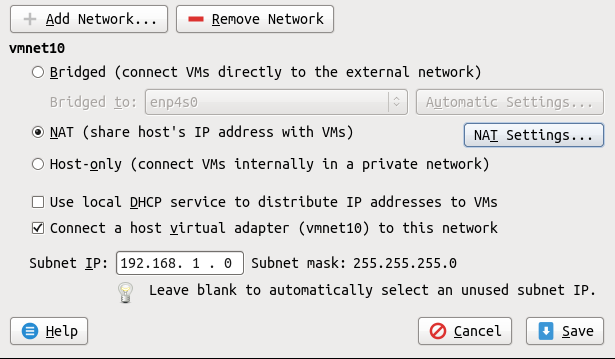 Add Network... Remove Network
vmnet10
Bridged (connect VMs directly to the external network)
Bridged to: enp4s0 Automatic Settings...
NAT (share host's IP address with VMs) NAT Settings...
Host-only (connect VMs internally in a private network)
Use local DHCP service to distribute IP addresses to VMs
Connect a host virtual adapter (vmnet10) to this network
Subnet IP: 192.168. 1 . 0 Subnet mask: 255.255.255.0
Leave blank to automatically select an unused subnet IP.
Help Cancel Save